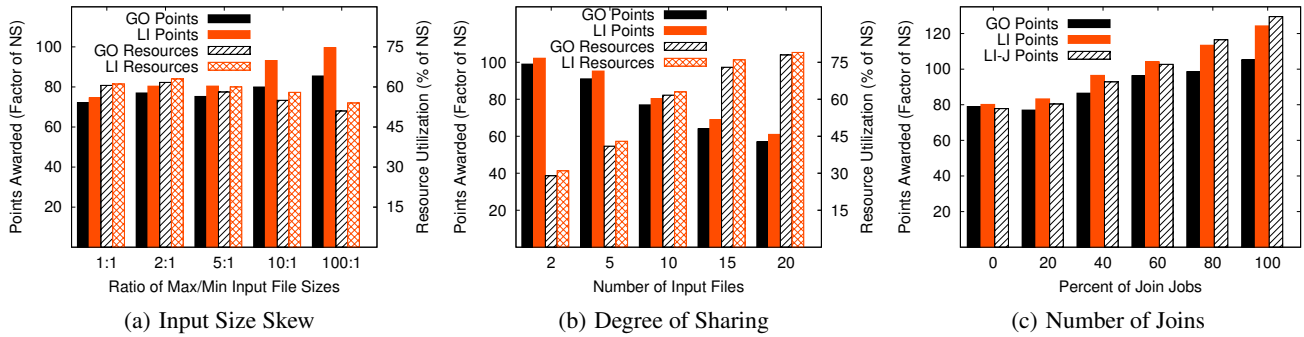 GO Points
LI Points
GO Resources
LI Resources
Points Awarded (Factor of NS)
100
80
60
40
20
75
60
45
30
15
Resource Utilization (% of NS)
1:1 2:1 5:1 10:1 100:1
Ratio of Max/Min Input File Sizes
(a) Input Size Skew
GO Points
LI Points
GO Resources
LI Resources
Points Awarded (Factor of NS)
100
80
60
40
20
75
60
45
30
15
Resource Utilization (% of NS)
2 5 10 15 20
Number of Input Files
(b) Degree of Sharing
GO Points
LI Points
LI-J Points
Points Awarded (Factor of NS)
120
100
80
60
40
20
0 20 40 60 80 100
Percent of Join Jobs
(c) Number of Joins